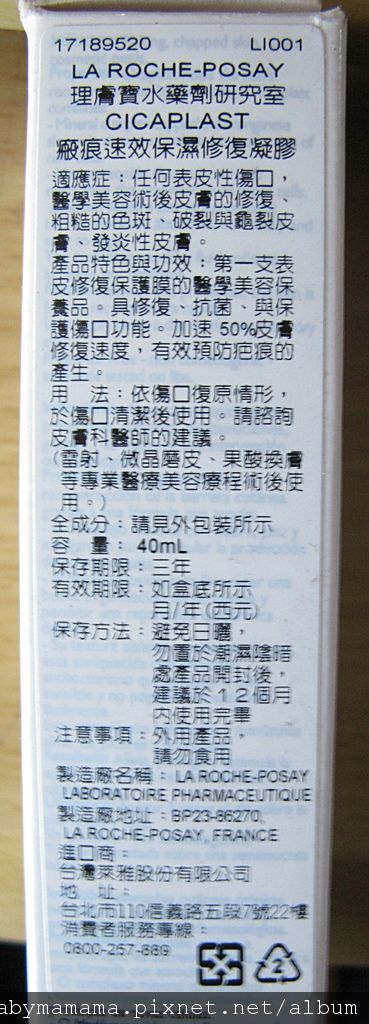 17189520 LI001
LA ROCHE-POSAY
理膚寶水藥劑研究室
CICAPLAST
瘢痕速效保濕修復凝膠
適應症：任何表皮性傷口，
醫學美容術後皮膚的修復、
粗糙的色斑、破裂與龜裂皮
膚、發炎性皮膚。
產品特色與功效：第一支表
皮修復保護膜的醫學美容保
養品。具修復、抗菌、與保
護傷口功能。加速50%皮膚
修復速度，有效預防疤痕的
產生。
用 法：依傷口復原情形，
於傷口清潔後使用。請諮詢
皮膚科醫師的建議。
(雷射、微晶磨皮、果酸換膚
等專業醫療美容療程術後使
用。)
全成分：請見外包裝所示
容 量： 40mL
保存期限：三年
有效期限：如盒底所示
月/年(西元)
保存方法：避免日曬，
勿置於潮濕陰暗
處產品開封後，
建議於12個月
內使用完畢
注意事項：外用產品，
請勿食用
製造廠名稱：LA ROCHE-POSAY
LABORATOIRE PHARMACEUTIQUE
製造廠地址：BP23-86270,
LA ROCHE-POSAY, FRANCE
進口商：
台灣萊雅股份有限公司
地 址：
台北市110信義路五段7號22樓
消費者服務專線：
0800-257-889
abymamama.pixnet.net/album